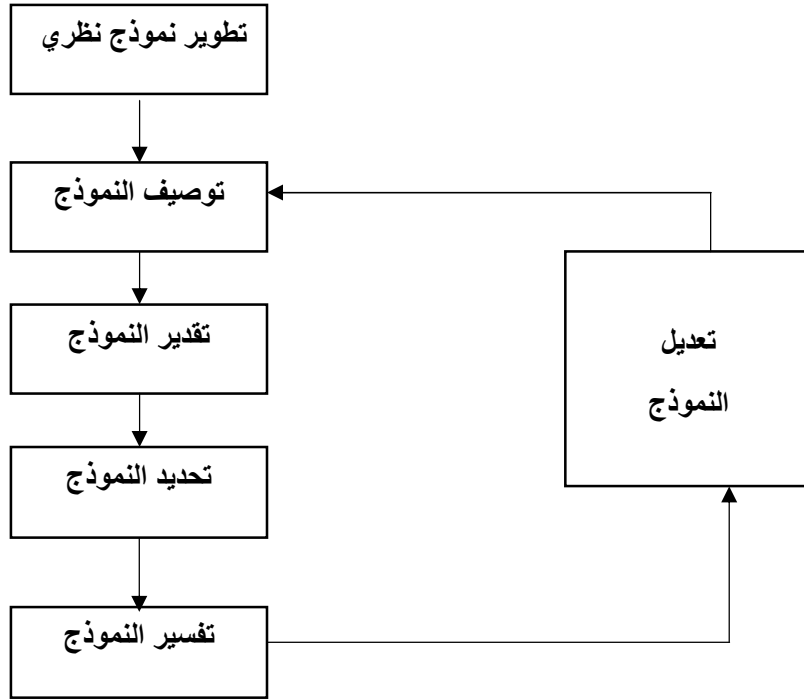 تطوير نموذج نظري
توصيف النموذج
تقدير النموذج
تحديد النموذج
تفسير النموذج
تعديل
النموذج